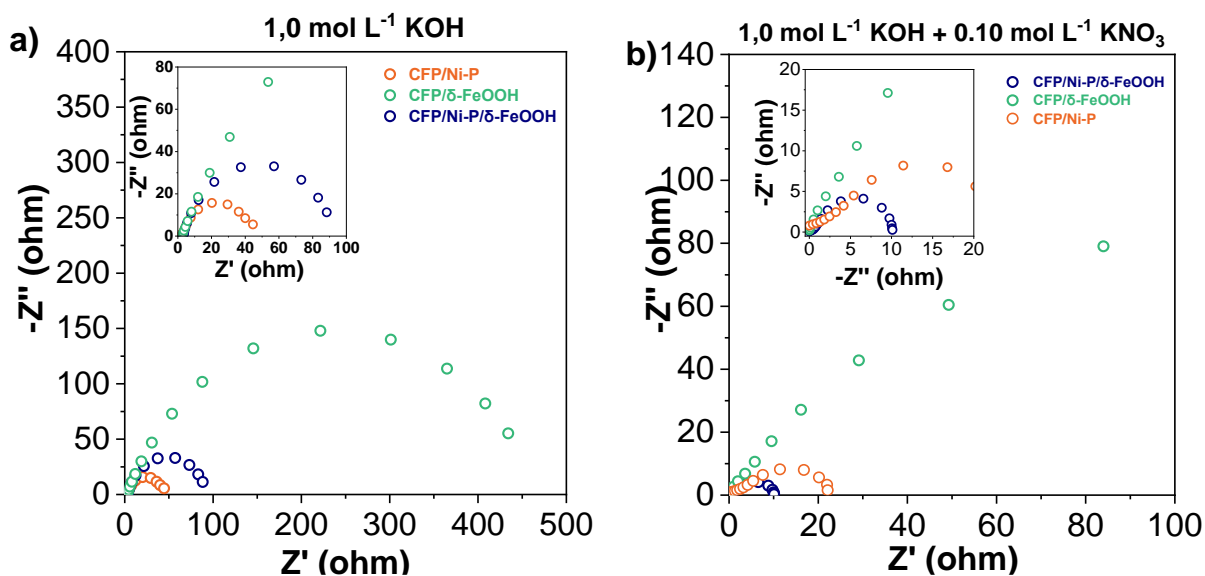 a)
1,0 mol L⁻¹ KOH
400
350
300
250
200
150
100
50
0
-Z" (ohm)
0 100 200 300 400 500
Z' (ohm)
80
60
40
20
0
-Z" (ohm)
0 20 40 60 80 100
Z' (ohm)
CFP/Ni-P
CFP/δ-FeOOH
CFP/Ni-P/δ-FeOOH
b)
1,0 mol L⁻¹ KOH + 0.10 mol L⁻¹ KNO₃
140
120
100
80
60
40
20
0
-Z" (ohm)
0 20 40 60 80 100
Z' (ohm)
20
15
10
5
0
-Z" (ohm)
0 5 10 15 20
-Z" (ohm)
CFP/Ni-P/δ-FeOOH
CFP/δ-FeOOH
CFP/Ni-P